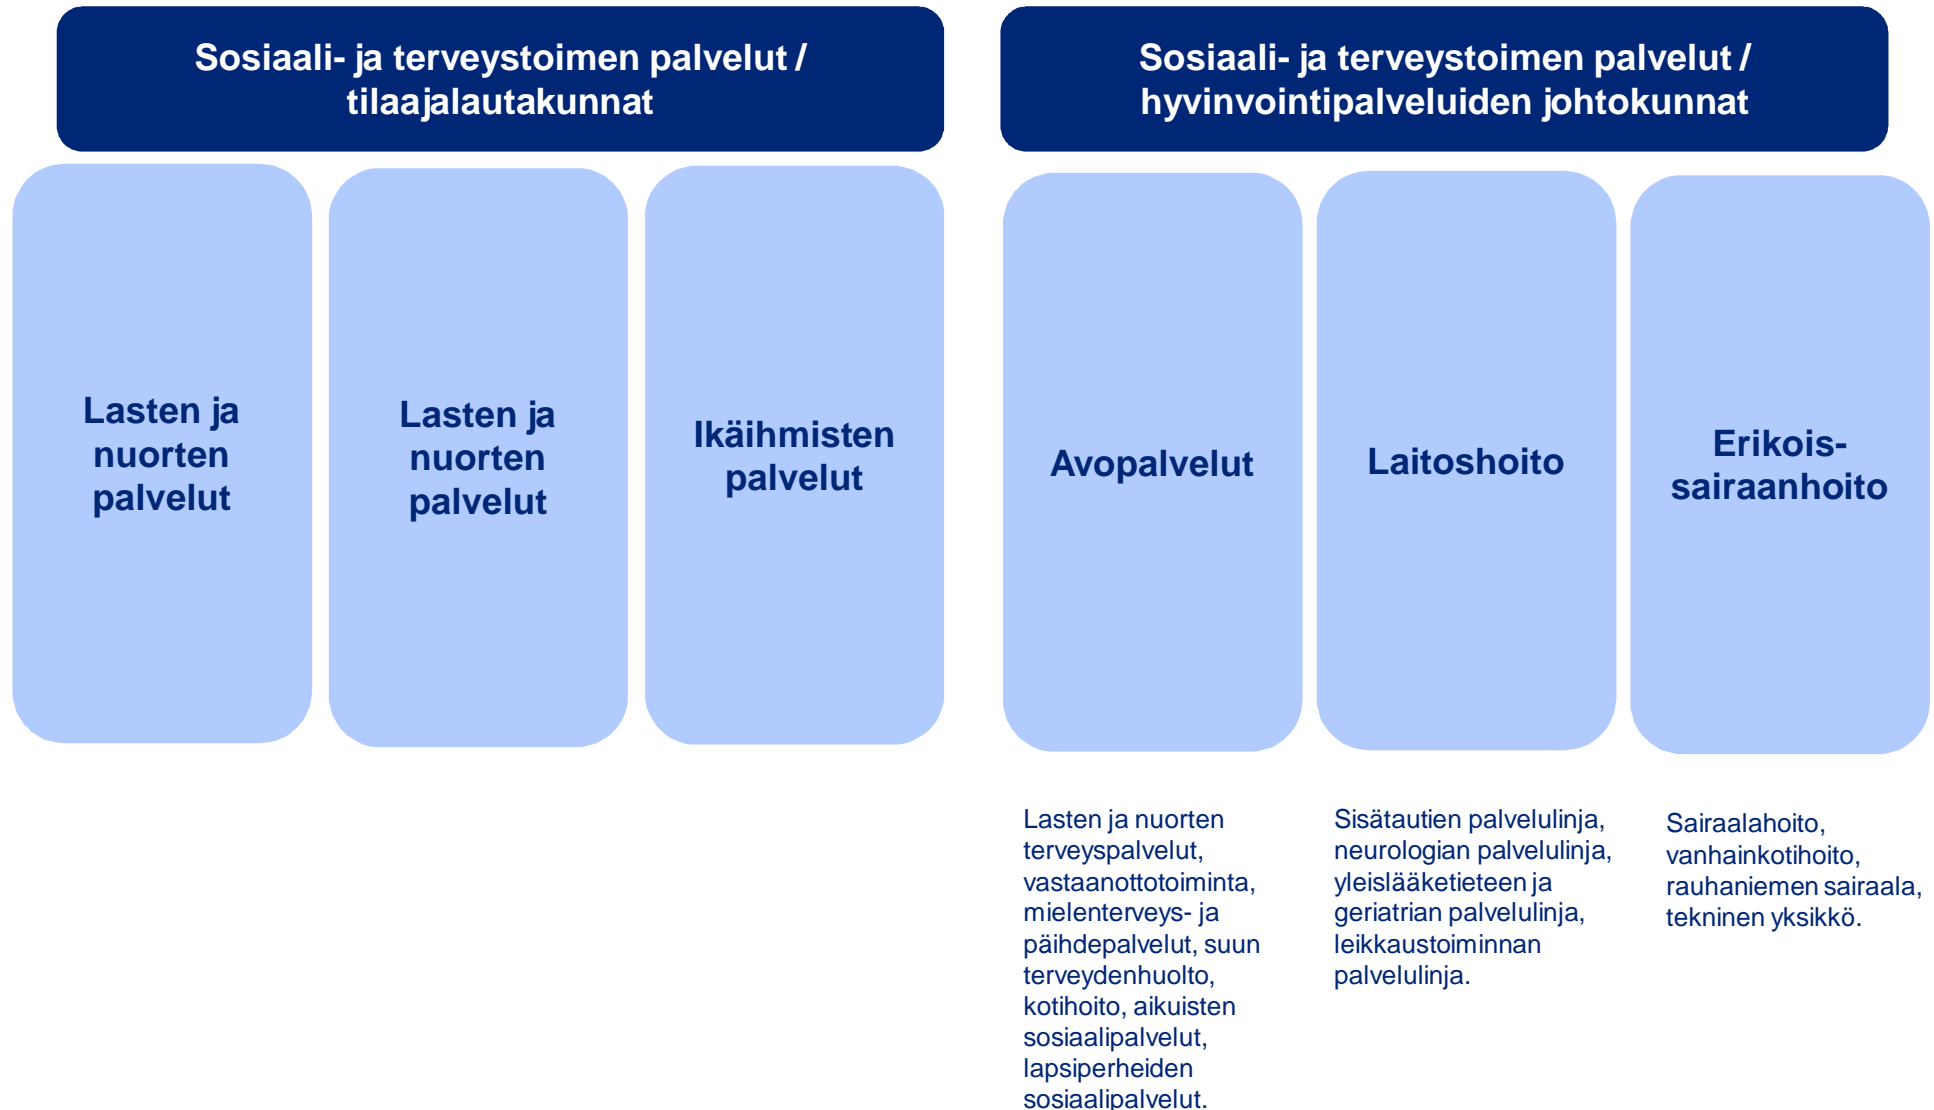 Sosiaali- ja terveystoimen palvelut /
tilaajalautakunnat
Sosiaali- ja terveystoimen palvelut /
hyvinvointipalveluiden johtokunnat
Lasten ja
nuorten
palvelut
Lasten ja
nuorten
palvelut
Ikäihmisten
palvelut
Avopalvelut
Laitoshoito
Erikois-
sairaanhoito
Lasten ja nuorten
terveyspalvelut,
vastaanottotoiminta,
mielenterveys- ja
päihdepalvelut, suun
terveydenhuolto,
kotihoito, aikuisten
sosiaalipalvelut,
lapsiperheiden
sosiaalipalvelut.
Sisätautien palvelulinja,
neurologian palvelulinja,
yleislääketieteen ja
geriatrian palvelulinja,
leikkaustoiminnan
palvelulinja.
Sairaalahoito,
vanhainkotihoito,
rauhaniemen sairaala,
tekninen yksikkö.